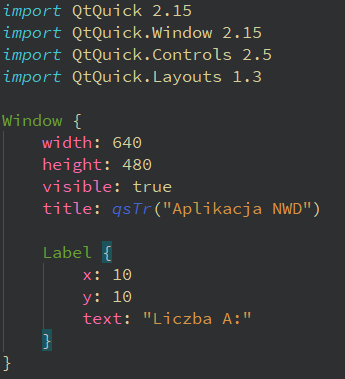 import QtQuick 2.15
import QtQuick.Window 2.15
import QtQuick.Controls 2.5
import QtQuick.Layouts 1.3

Window {
    width: 640
    height: 480
    visible: true
    title: qsTr("Aplikacja NWD")

    Label {
        x: 10
        y: 10
        text: "Liczba A:"
    }
}